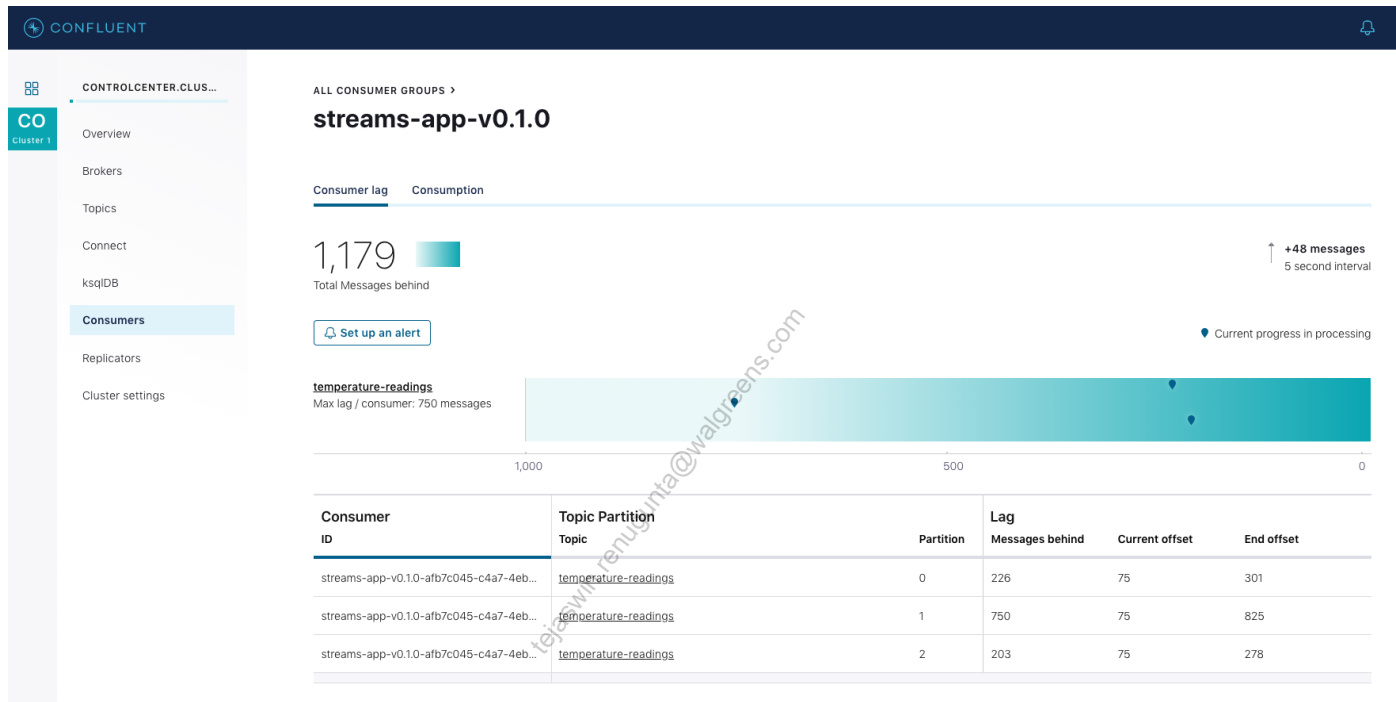 CONFLUENT
CONTROLCENTER.CLUS...
CO
Cluster 1
Overview
Brokers
Topics
Connect
ksqlDB
Consumers
Replicators
Cluster settings
ALL CONSUMER GROUPS >
streams-app-v0.1.0
Consumer lag Consumption
1,179
Total Messages behind
+48 messages
5 second interval
Set up an alert
Current progress in processing
temperature-readings
Max lag / consumer: 750 messages
1,000 500 0
Consumer Topic Partition Lag
ID Topic Partition Messages behind Current offset End offset
streams-app-v0.1.0-afb7c045-c4a7-4eb... temperature-readings 0 226 75 301
streams-app-v0.1.0-afb7c045-c4a7-4eb... temperature-readings 1 750 75 825
streams-app-v0.1.0-afb7c045-c4a7-4eb... temperature-readings 2 203 75 278
tejaswini.renugunta@walgreens.com